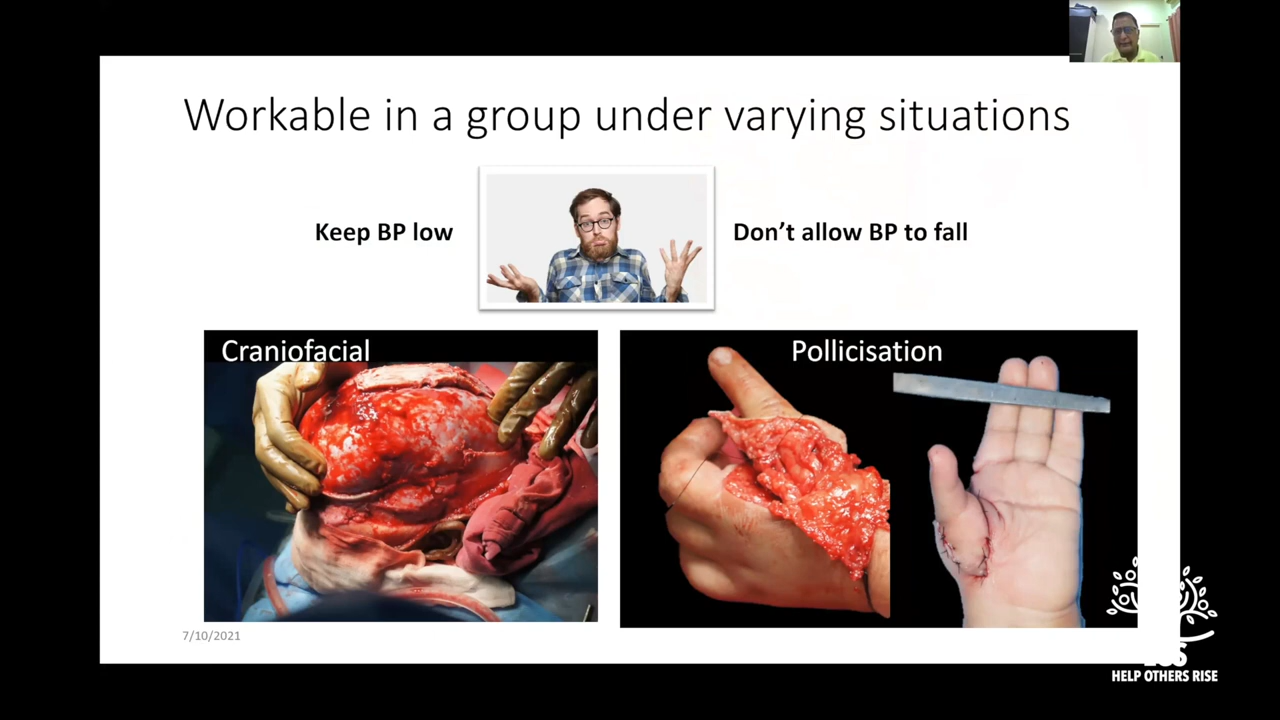 Workable in a group under varying situations
Keep BP low
Don't allow BP to fall
Craniofacial
Pollicisation
7/10/2021
HELP OTHERS RISE